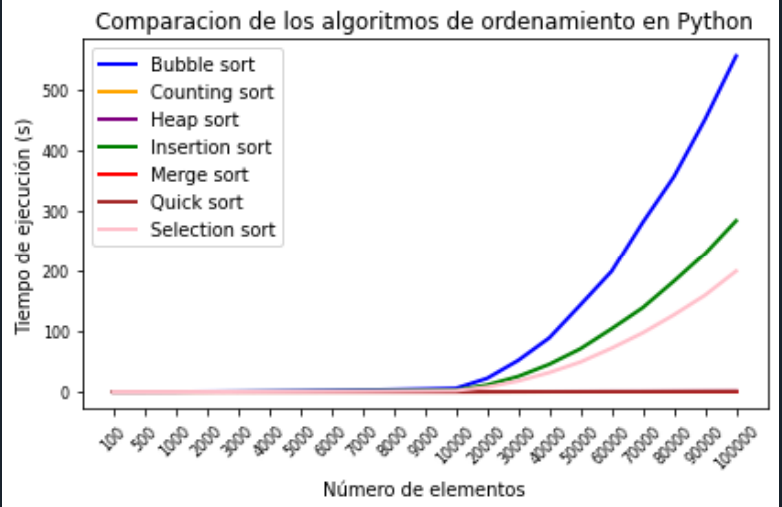 Comparacion de los algoritmos de ordenamiento en Python
Bubble sort
Counting sort
Heap sort
Insertion sort
Merge sort
Quick sort
Selection sort
Tiempo de ejecución (s)
500
400
300
200
100
0
100 500 1000 2000 3000 4000 5000 6000 7000 8000 9000 10000 20000 30000 40000 50000 60000 70000 80000 90000 100000
Número de elementos